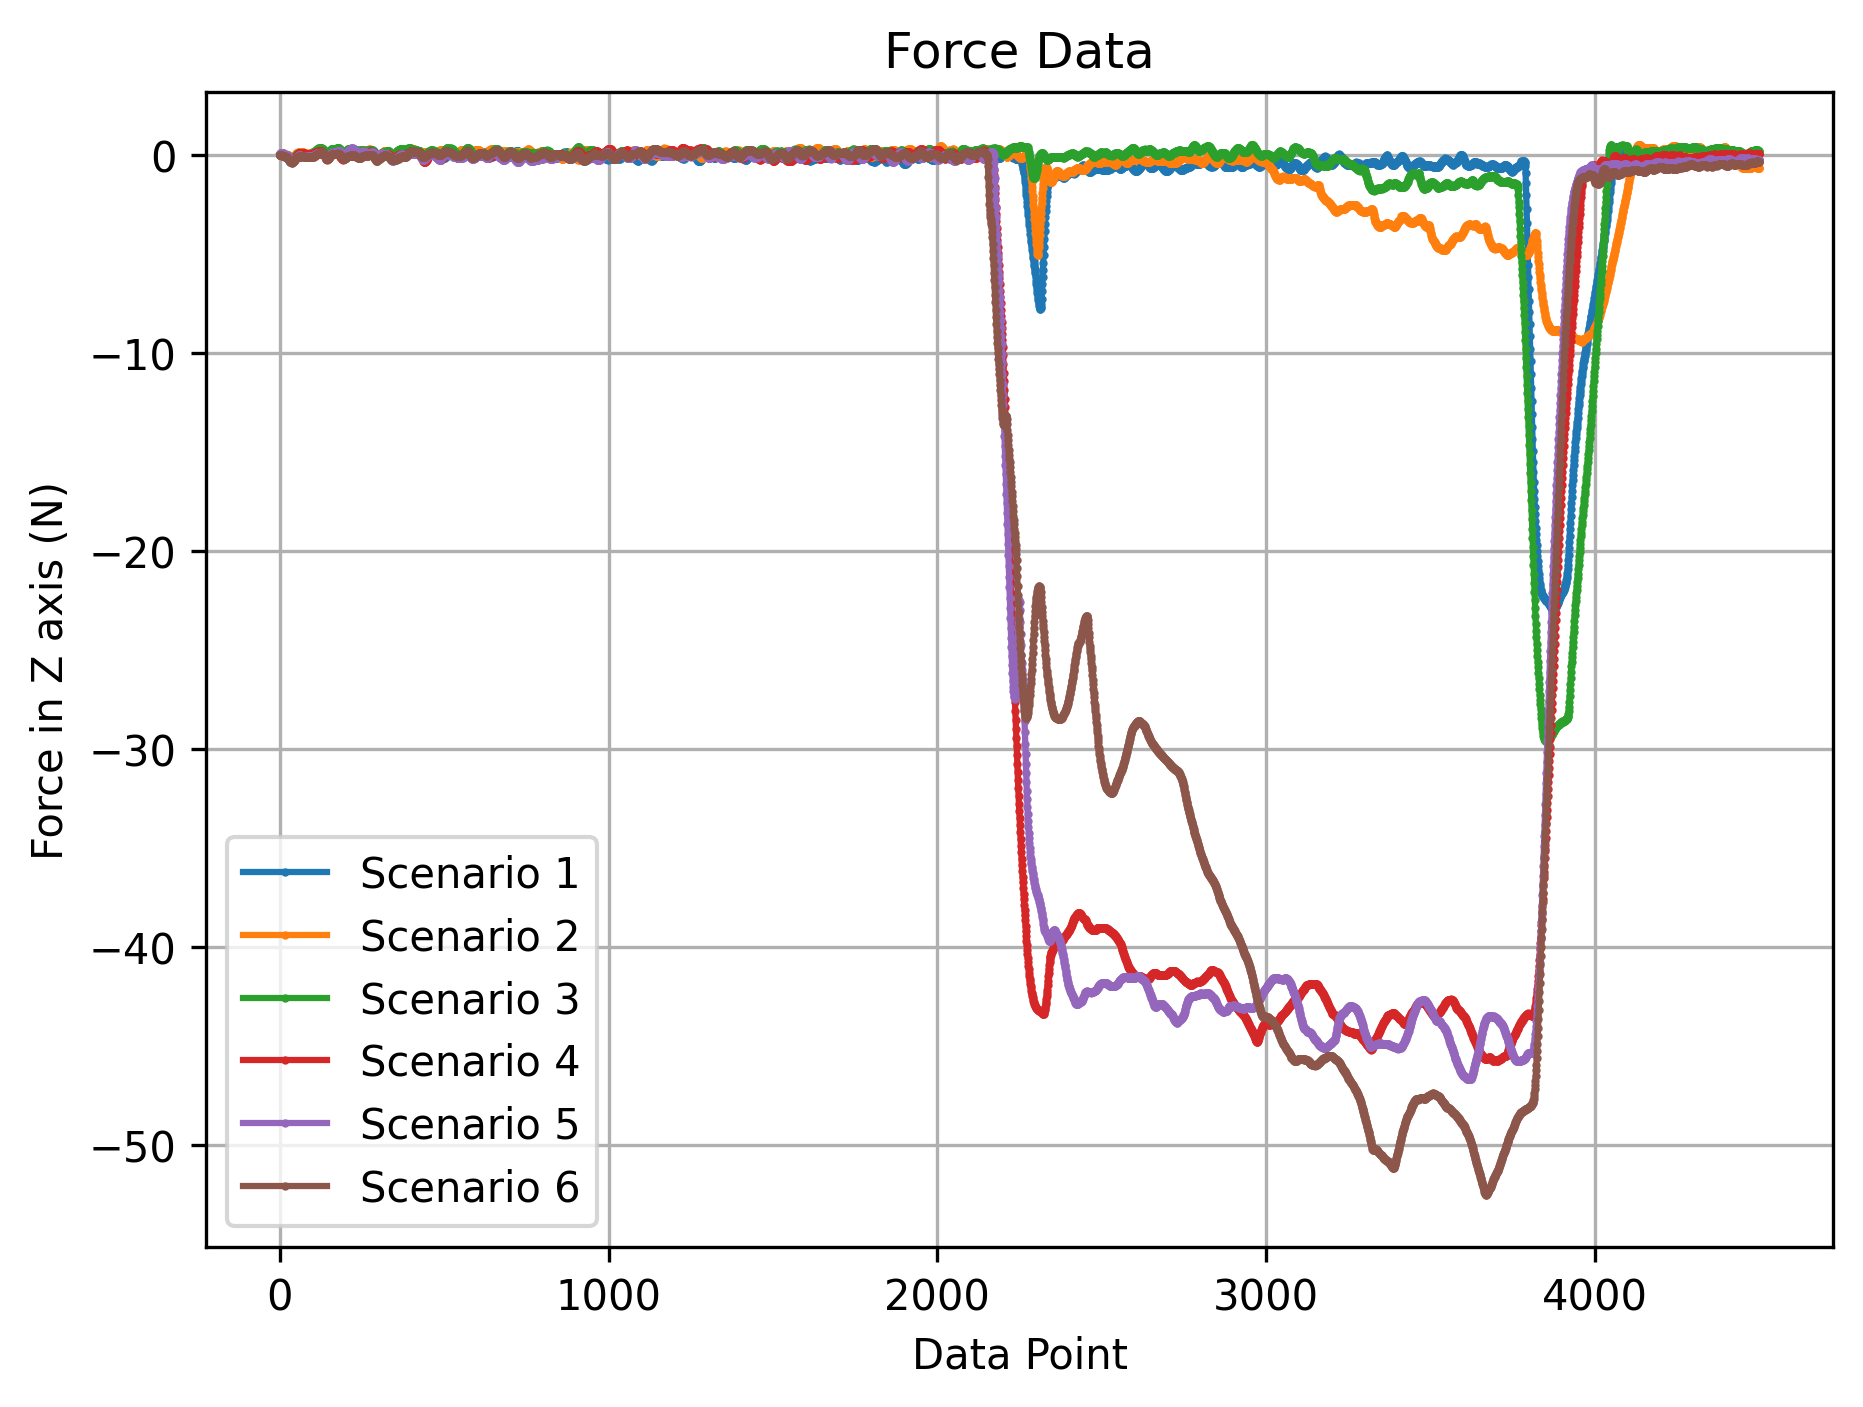 Force Data
Force in Z axis (N)
0
−10
−20
−30
−40
−50
Scenario 1
Scenario 2
Scenario 3
Scenario 4
Scenario 5
Scenario 6
0 1000 2000 3000 4000
Data Point